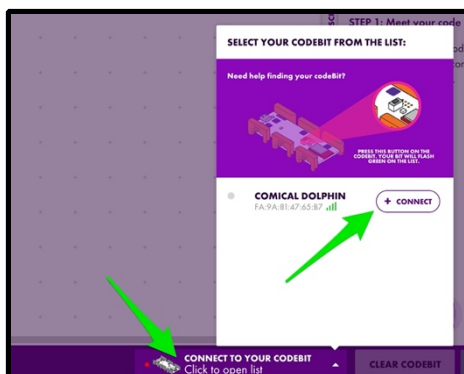 STEP 1: Meet your code
SELECT YOUR CODEBIT FROM THE LIST:
Need help finding your codeBit?
PRESS THIS BUTTON ON THE
CODEBIT. YOUR BIT WILL FLASH
GREEN ON THE LIST.
COMICAL DOLPHIN
FA:9A:81:47:65:B7
+ CONNECT
CONNECT TO YOUR CODEBIT
Click to open list
CLEAR CODEBIT